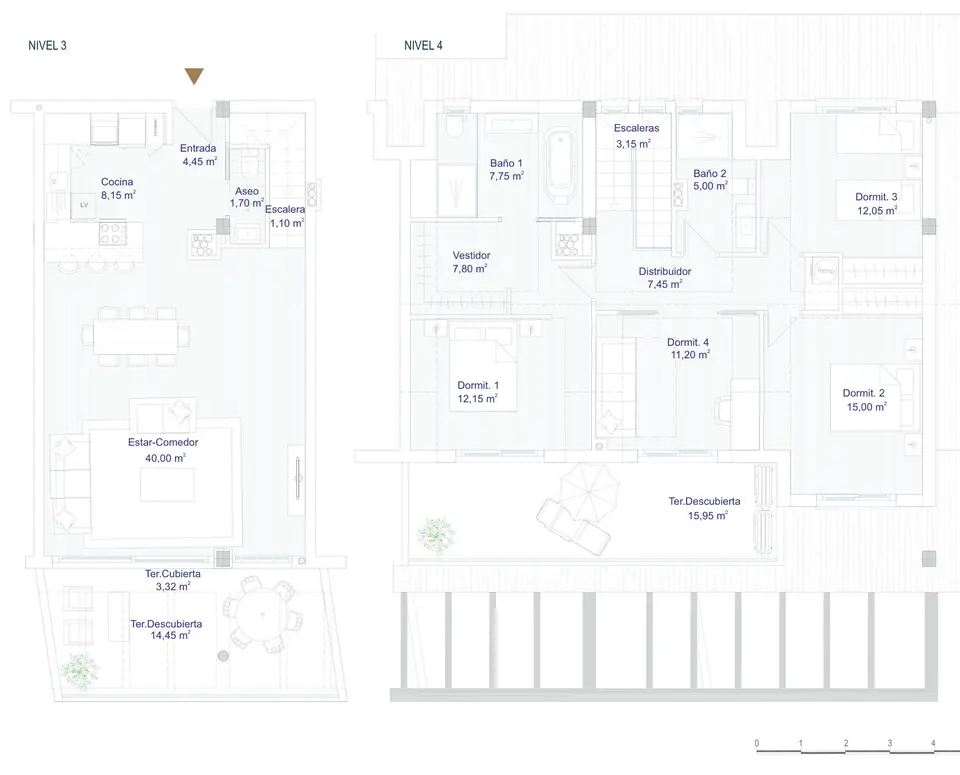 NIVEL 3
NIVEL 4
Entrada
4,45 m²
Cocina
8,15 m²
LV
Aseo
1,70 m²
Escalera
1,10 m²
Estar-Comedor
40,00 m²
Ter.Cubierta
3,32 m²
Ter.Descubierta
14,45 m²
Escaleras
3,15 m²
Baño 1
7,75 m²
Baño 2
5,00 m²
Dormit. 3
12,05 m²
Vestidor
7,80 m²
Distribuidor
7,45 m²
Dormit. 4
11,20 m²
Dormit. 1
12,15 m²
Dormit. 2
15,00 m²
Ter.Descubierta
15,95 m²
0 1 2 3 4